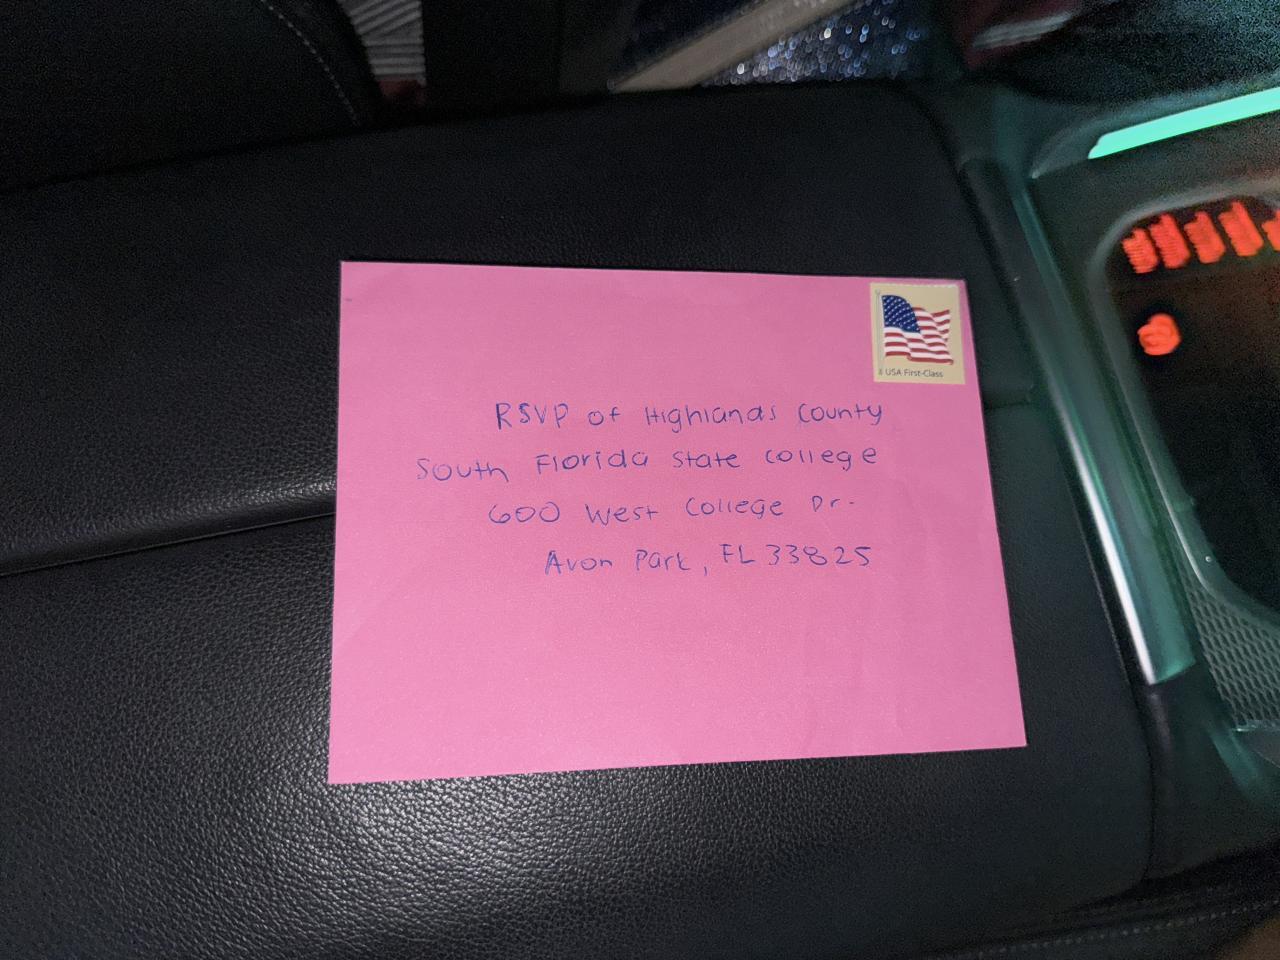 USA First-Class
RSVP of Highlands County
South Florida State College
600 West College Dr.
Avon Park, FL 33825